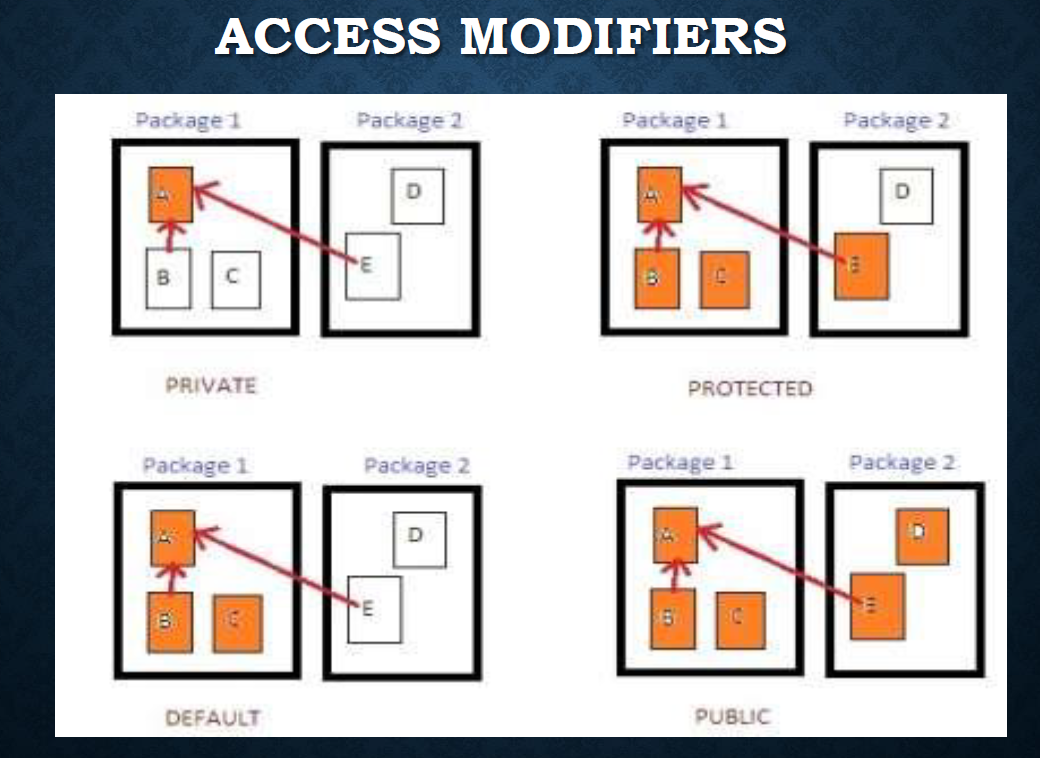 ACCESS MODIFIERS
Package 1 Package 2 Package 1 Package 2
A D A D
B C E B C E
PRIVATE PROTECTED
Package 1 Package 2 Package 1 Package 2
A D A D
B C E B C E
DEFAULT PUBLIC